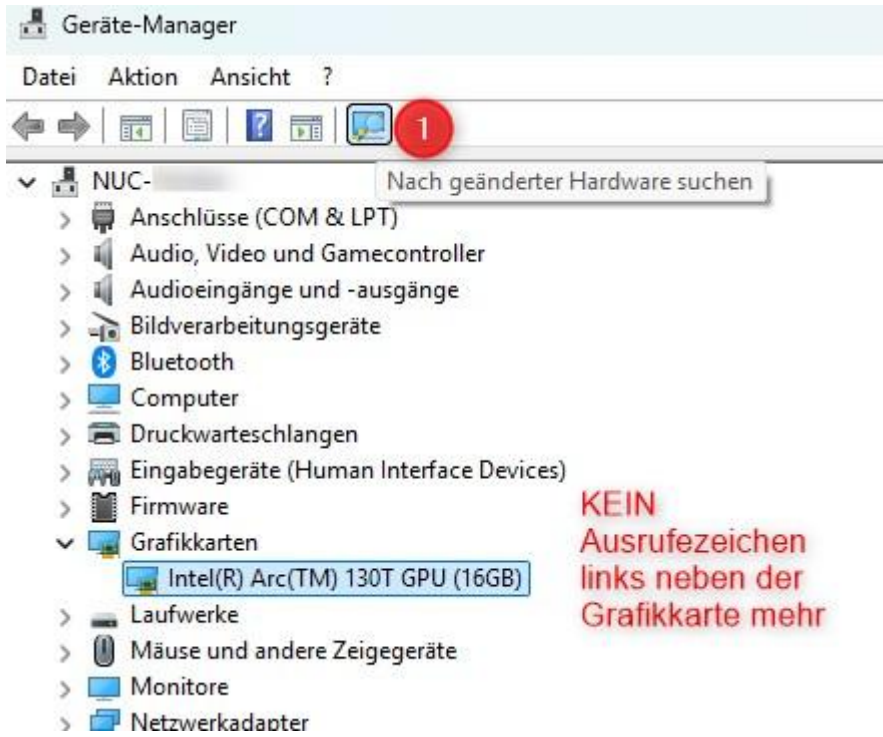 Geräte-Manager
Datei Aktion Ansicht ?
1
Nach geänderter Hardware suchen
NUC-
Anschlüsse (COM & LPT)
Audio, Video und Gamecontroller
Audioeingänge und -ausgänge
Bildverarbeitungsgeräte
Bluetooth
Computer
Druckwarteschlangen
Eingabegeräte (Human Interface Devices)
Firmware
Grafikkarten
Intel(R) Arc(TM) 130T GPU (16GB)
KEIN
Ausrufezeichen
links neben der
Grafikkarte mehr
Laufwerke
Mäuse und andere Zeigegeräte
Monitore
Netzwerkadapter